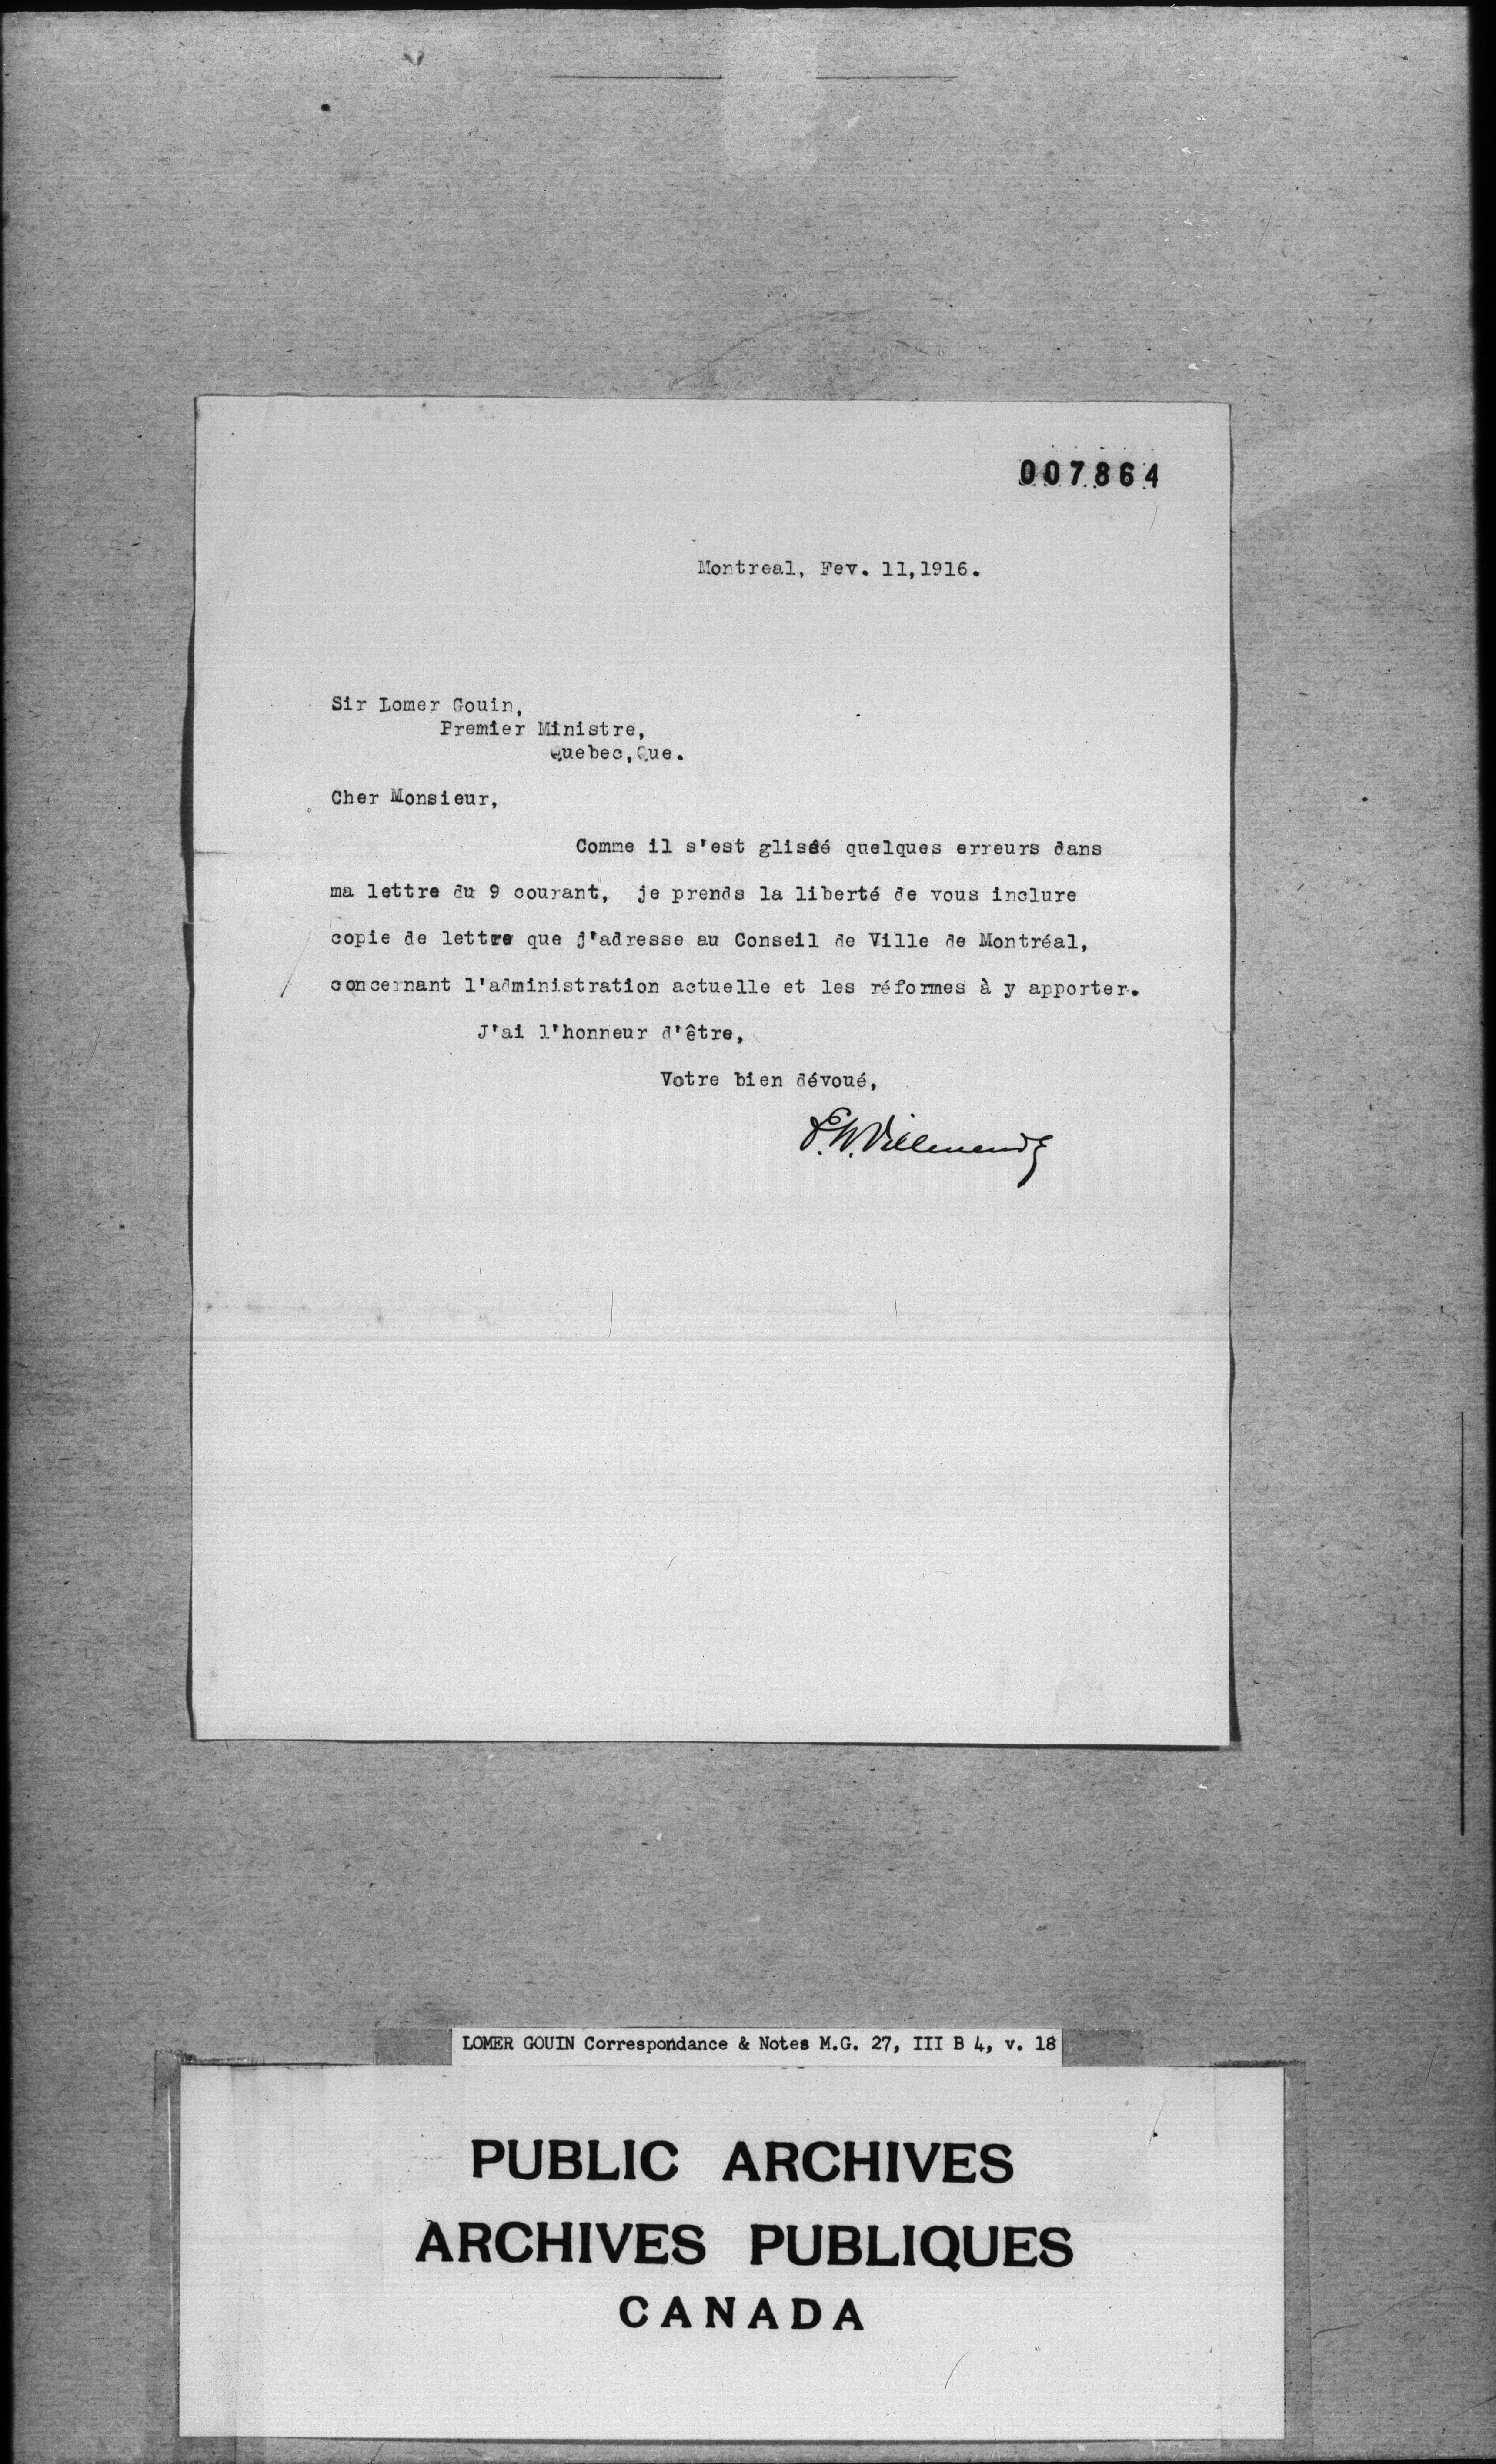 007864
Montreal, Fev. 11,1916.
Sir Lomer Gouin,
Premier Ministre,
Quebec,Que.
Cher Monsieur,
Comme il s'est glissé quelques erreurs dans
ma lettre du 9 courant, je prends la liberté de vous inclure
copie de lettre que j'adresse au Conseil de Ville de Montréal,
concernant l'administration actuelle et les réformes à y apporter.
J'ai l'honneur d'être,
Votre bien dévoué,
LOMER GOUIN Correspondance & Notes M.G. 27, III B 4, v. 18
PUBLIC ARCHIVES
ARCHIVES PUBLIQUES
CANADA